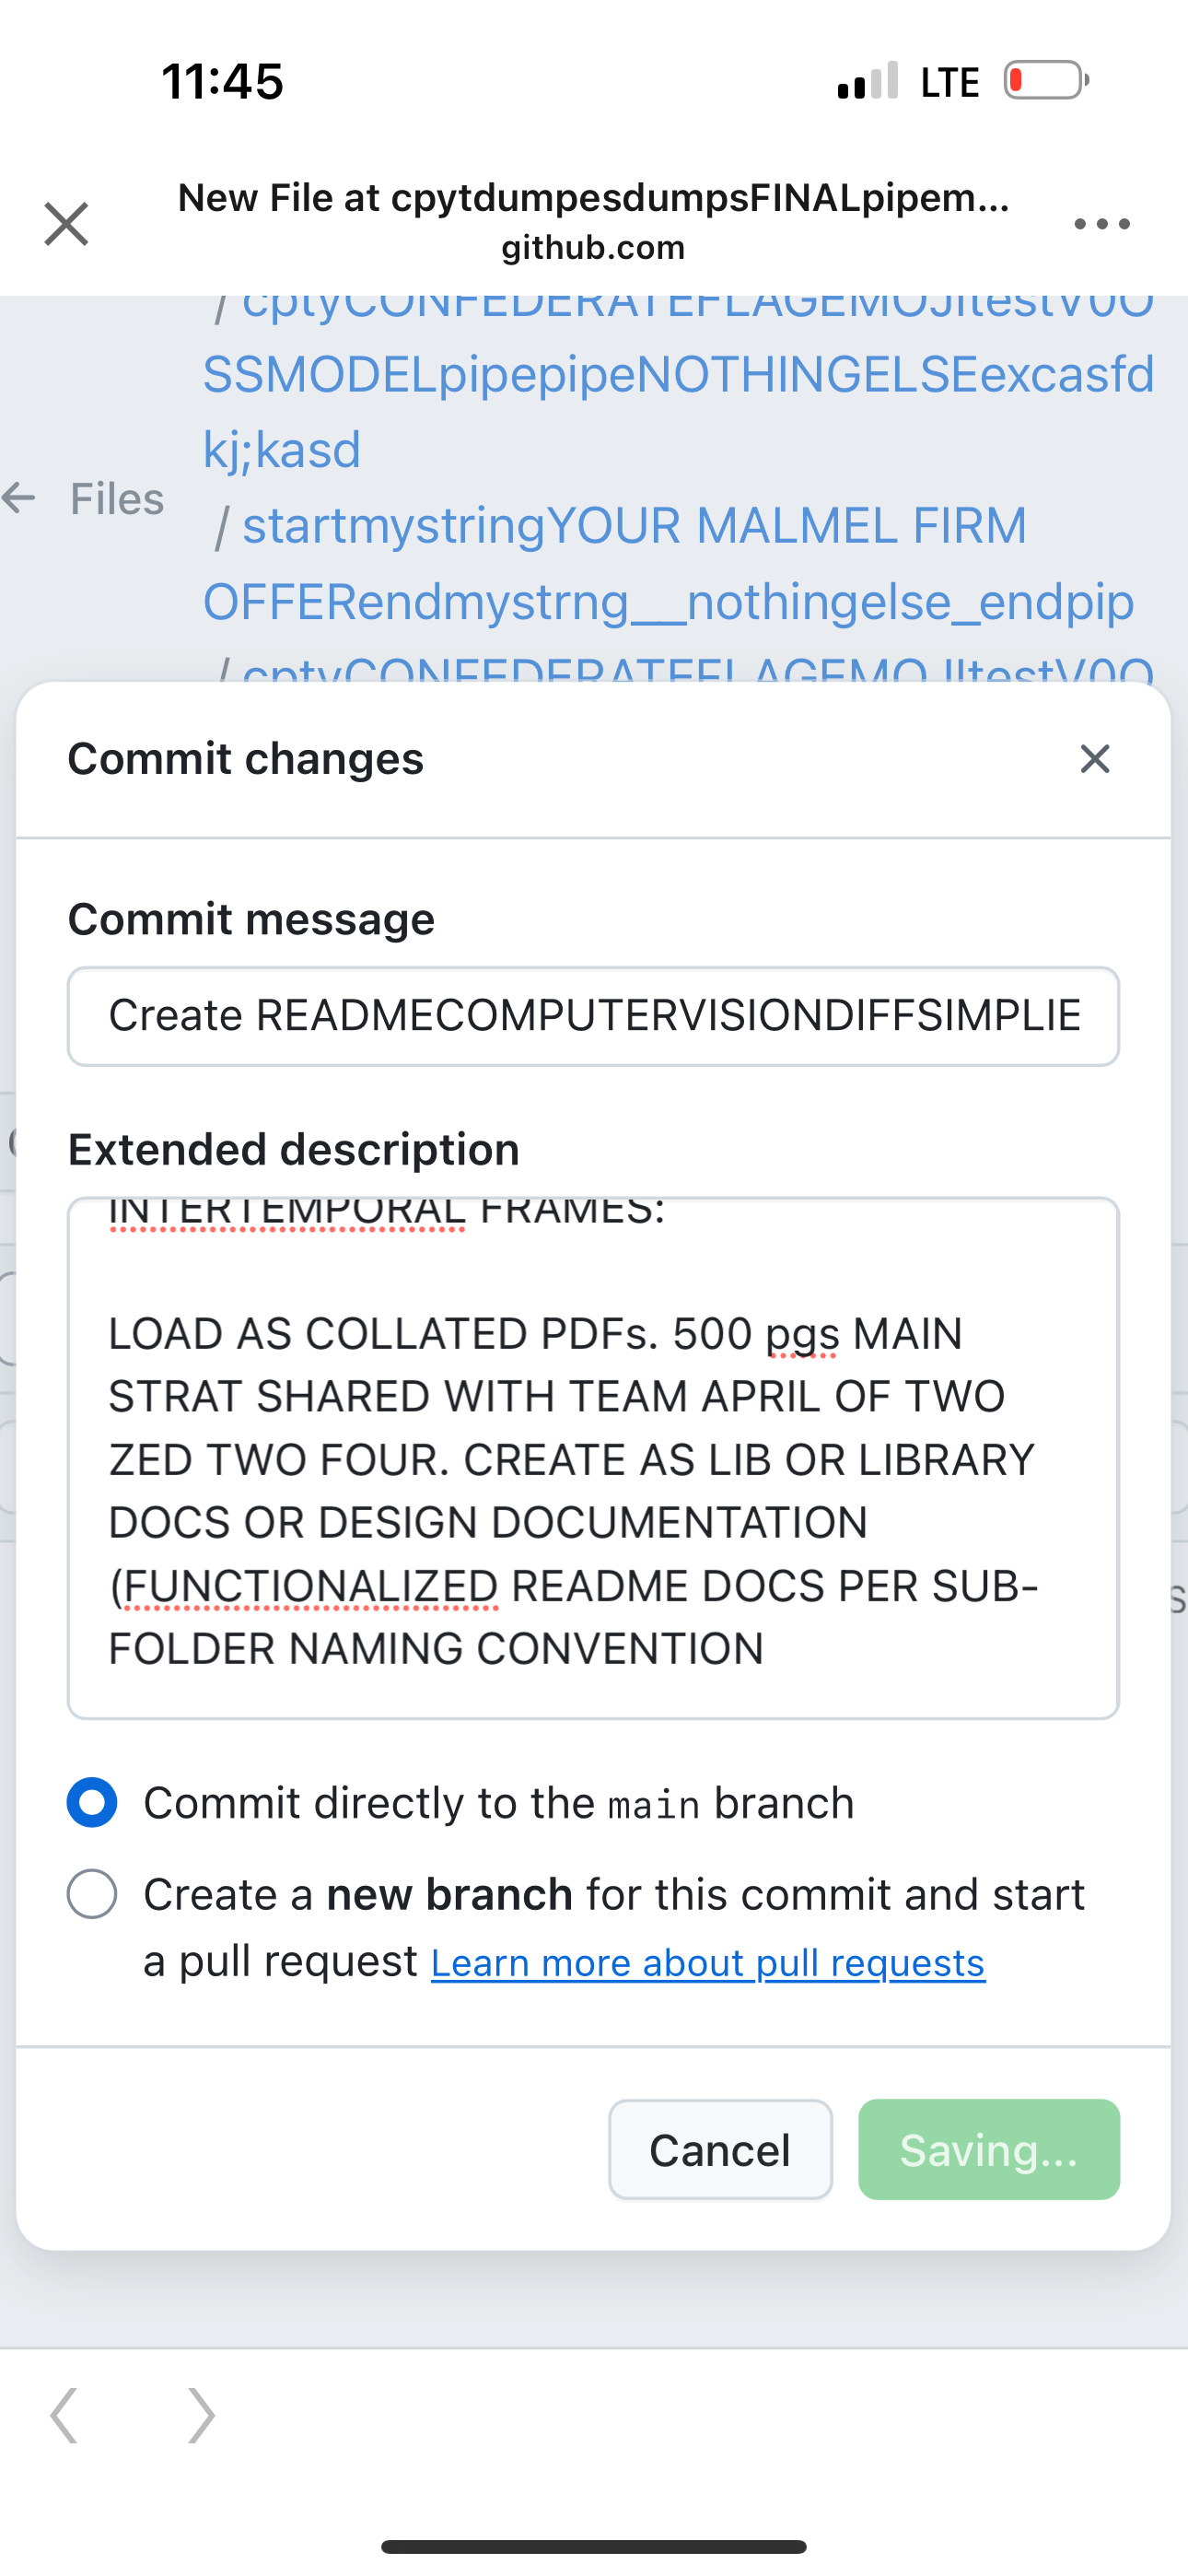 11:45
LTE
New File at cpytdumpesdumpsFINALpipem...
github.com
/ cptyCONFEDERATEFLAGEMOJItestV0O
SSMODELpipepipeNOTHINGELSEexcasfd
kj;kasd
Files
/ startmystringYOUR MALMEL FIRM
OFFERendmystrng__nothingelse_endpip
/ cptyCONFEDERATEFLAGEMOJItestV0O
Commit changes
Commit message
Create READMECOMPUTERVISIONDIFFSIMPLIE
Extended description
INTERTEMPORAL FRAMES:
LOAD AS COLLATED PDFs. 500 pgs MAIN
STRAT SHARED WITH TEAM APRIL OF TWO
ZED TWO FOUR. CREATE AS LIB OR LIBRARY
DOCS OR DESIGN DOCUMENTATION
(FUNCTIONALIZED README DOCS PER SUB-
FOLDER NAMING CONVENTION
Commit directly to the main branch
Create a new branch for this commit and start
a pull request Learn more about pull requests
Cancel
Saving...